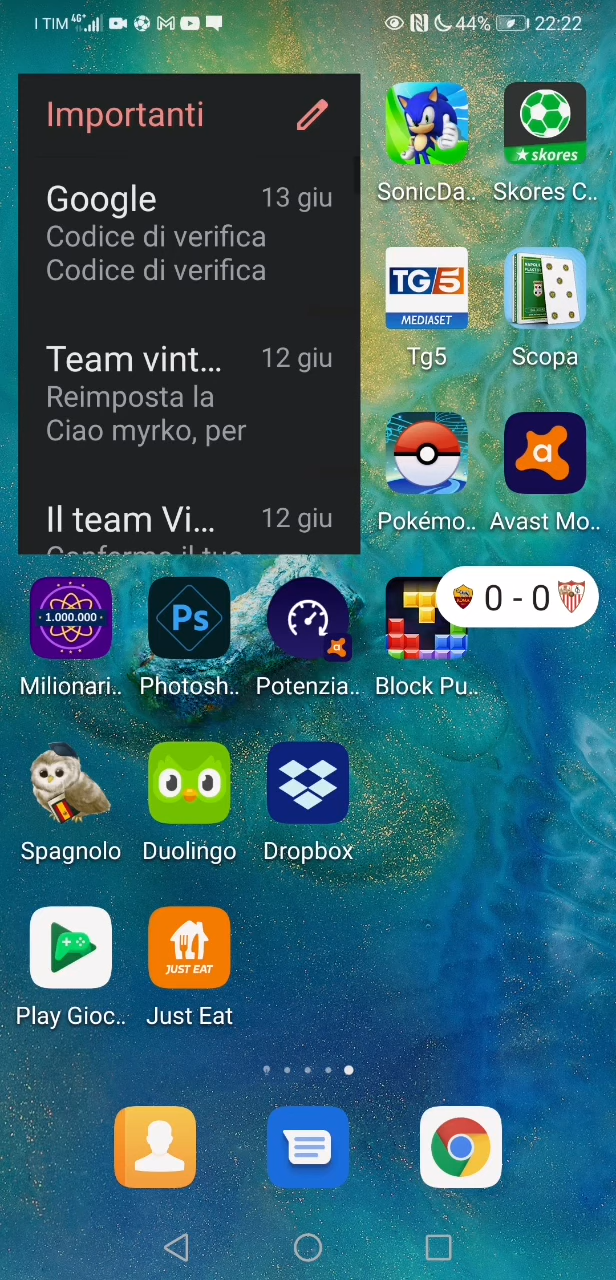 I TIM 4G+ 44% 22:22
Importanti
Google 13 giu
Codice di verifica
Codice di verifica
Team vint... 12 giu
Reimposta la
Ciao myrko, per
Il team Vi... 12 giu
Confermo il tuo
skores
SonicDa.. Skores C..
TG5
MEDIASET
Tg5 Scopa
a
Pokémo.. Avast Mo..
0 - 0
1.000.000 Ps
Milionari.. Photosh.. Potenzia.. Block Pu..
Spagnolo Duolingo Dropbox
JUST EAT
Play Gioc.. Just Eat